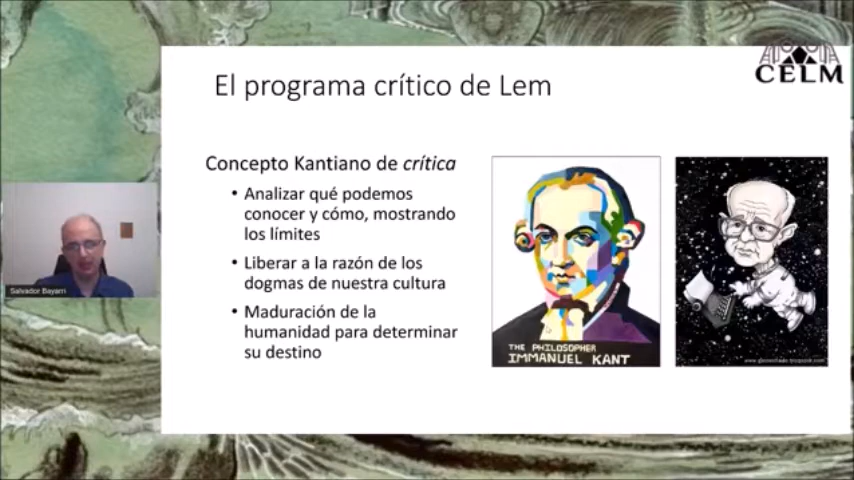 El programa crítico de Lem
CELM
Concepto Kantiano de crítica
• Analizar qué podemos
conocer y cómo, mostrando
los límites
• Liberar a la razón de los
dogmas de nuestra cultura
• Maduración de la
humanidad para determinar
su destino
THE PHILOSOPHER
IMMANUEL KANT
Salvador Bayarri